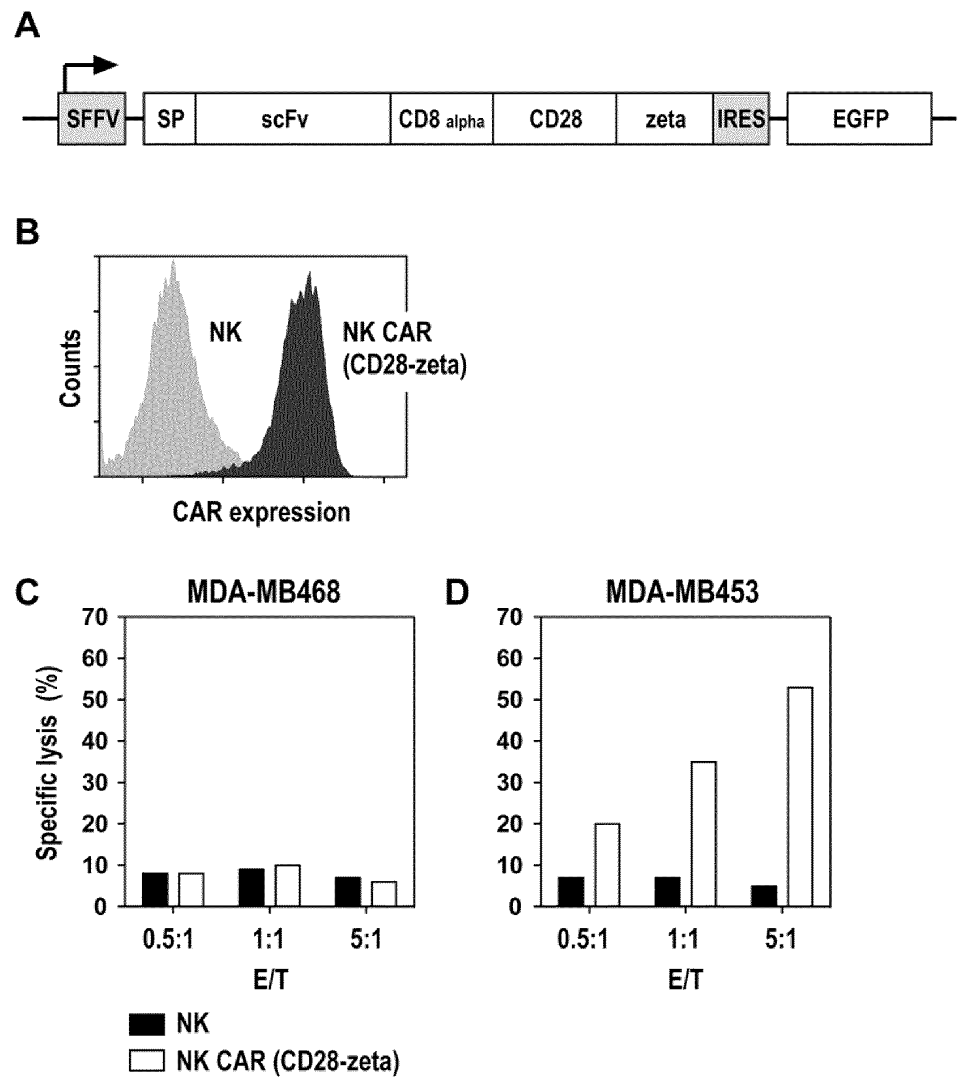 A
SFFV SP scFv CD8 alpha CD28 zeta IRES EGFP
B
Counts
NK
NK CAR
(CD28-zeta)
CAR expression
C
MDA-MB468
Specific lysis (%)
70
60
50
40
30
20
10
0
0.5:1 1:1 5:1
E/T
D
MDA-MB453
70
60
50
40
30
20
10
0
0.5:1 1:1 5:1
E/T
NK
NK CAR (CD28-zeta)